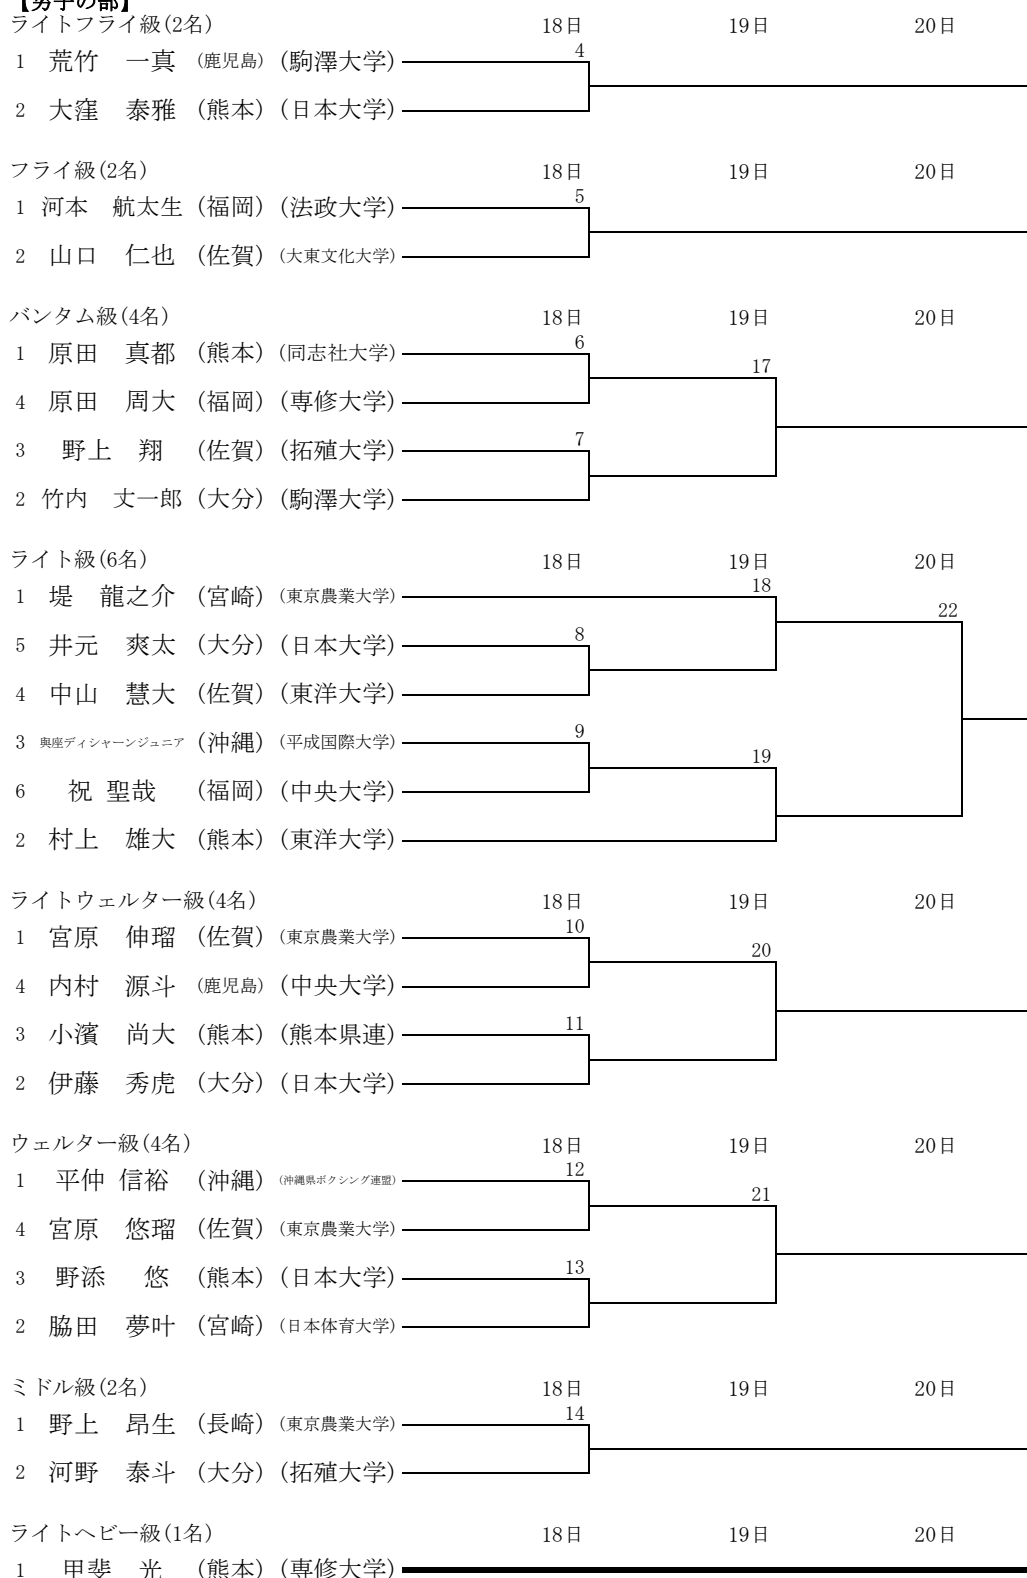 【男子の部】
ライトフライ級(2名) 18日 19日 20日
4
1 荒竹 一真 (鹿児島) (駒澤大学)
2 大窪 泰雅 (熊本) (日本大学)
フライ級(2名) 18日 19日 20日
5
1 河本 航太生 (福岡) (法政大学)
2 山口 仁也 (佐賀) (大東文化大学)
バンタム級(4名) 18日 19日 20日
6
1 原田 真都 (熊本) (同志社大学)
17
4 原田 周大 (福岡) (専修大学)
7
3 野上 翔 (佐賀) (拓殖大学)
2 竹内 丈一郎 (大分) (駒澤大学)
ライト級(6名) 18日 19日 20日
18
1 堤 龍之介 (宮崎) (東京農業大学)
22
8
5 井元 爽太 (大分) (日本大学)
4 中山 慧大 (佐賀) (東洋大学)
9
3 與座ディシャーンジュニア (沖縄) (平成国際大学)
19
6 祝 聖哉 (福岡) (中央大学)
2 村上 雄大 (熊本) (東洋大学)
ライトウェルター級(4名) 18日 19日 20日
10
1 宮原 伸瑠 (佐賀) (東京農業大学)
20
4 内村 源斗 (鹿児島) (中央大学)
11
3 小濱 尚大 (熊本) (熊本県連)
2 伊藤 秀虎 (大分) (日本大学)
ウェルター級(4名) 18日 19日 20日
12
1 平仲 信裕 (沖縄) (沖縄県ボクシング連盟)
21
4 宮原 悠瑠 (佐賀) (東京農業大学)
13
3 野添 悠 (熊本) (日本大学)
2 脇田 夢叶 (宮崎) (日本体育大学)
ミドル級(2名) 18日 19日 20日
14
1 野上 昂生 (長崎) (東京農業大学)
2 河野 泰斗 (大分) (拓殖大学)
ライトヘビー級(1名) 18日 19日 20日
1 甲斐 光 (熊本) (専修大学)